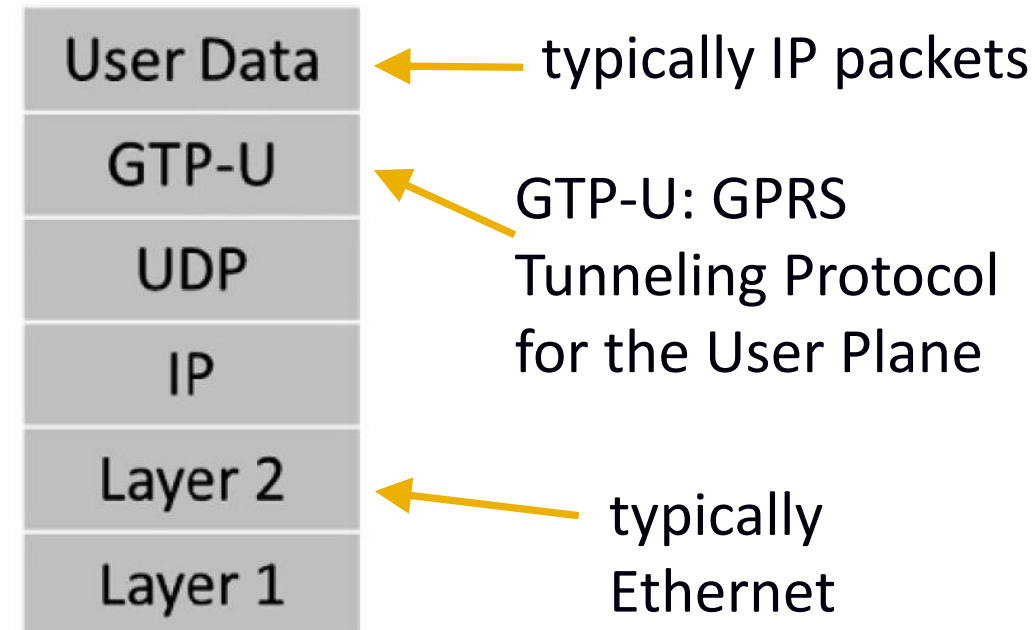 User Data
typically IP packets
GTP-U
GTP-U: GPRS
Tunneling Protocol
for the User Plane
UDP
IP
Layer 2
typically
Ethernet
Layer 1